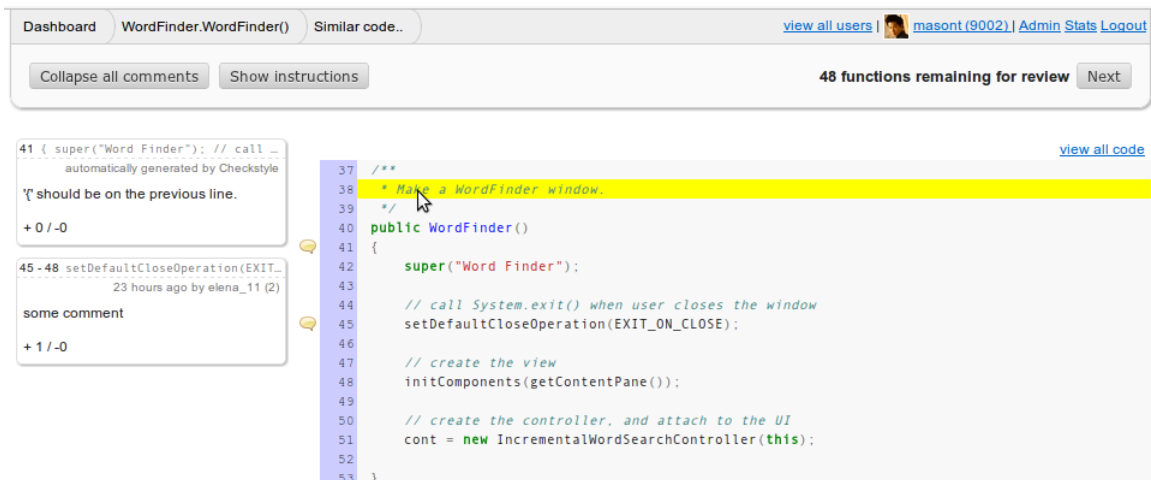 Dashboard WordFinder.WordFinder() Similar code.. view all users | masont (9002) | Admin Stats Logout
Collapse all comments Show instructions 48 functions remaining for review Next
view all code
41 { super("Word Finder"); // call …
automatically generated by Checkstyle
'{' should be on the previous line.
+ 0 / -0
45 - 48 setDefaultCloseOperation(EXIT…
23 hours ago by elena_11 (2)
some comment
+ 1 / -0
37 /**
38 * Make a WordFinder window.
39 */
40 public WordFinder()
41 {
42 super("Word Finder");
43
44 // call System.exit() when user closes the window
45 setDefaultCloseOperation(EXIT_ON_CLOSE);
46
47 // create the view
48 initComponents(getContentPane());
49
50 // create the controller, and attach to the UI
51 cont = new IncrementalWordSearchController(this);
52
53 }